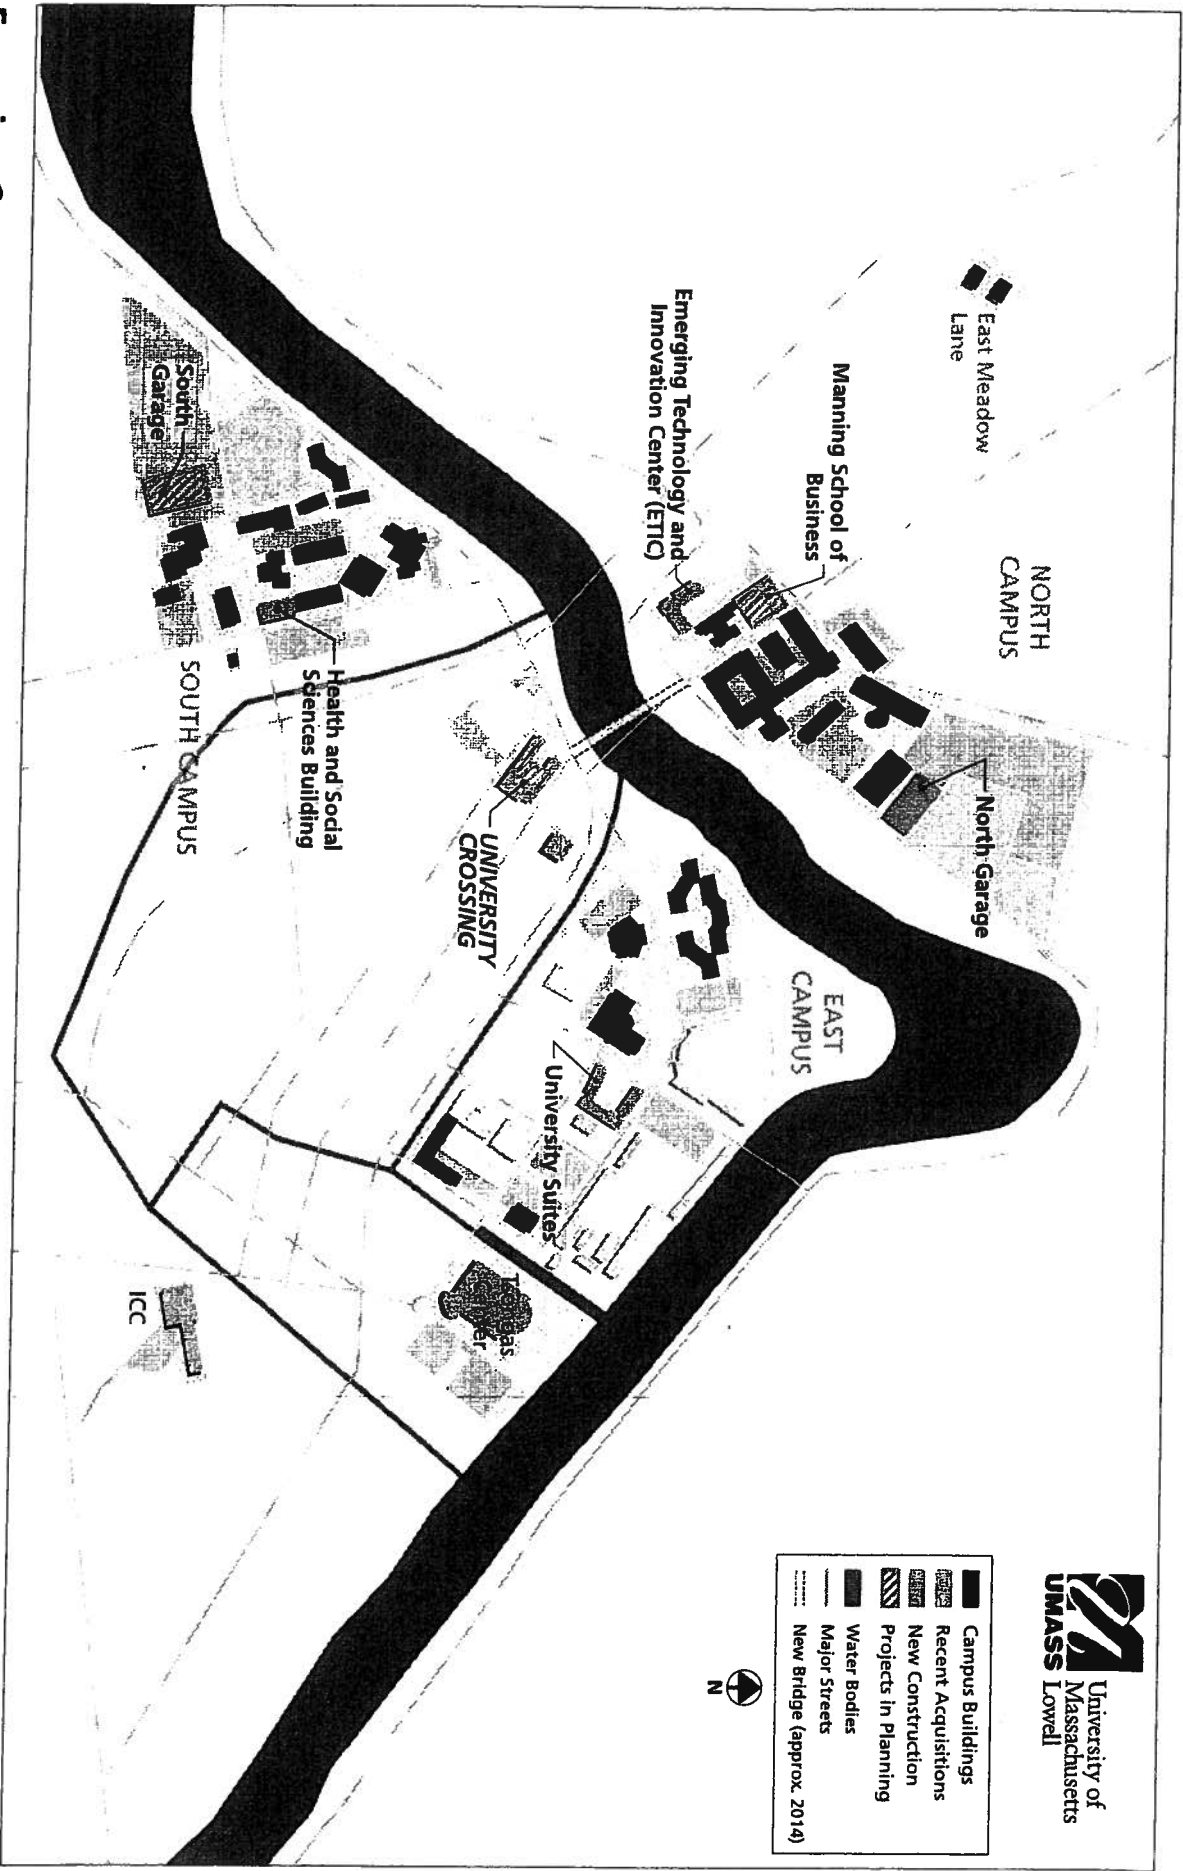 University of
Massachusetts
UMASS Lowell
NORTH
CAMPUS
East Meadow
Lane
Manning School of
Business
Emerging Technology and
Innovation Center (ETIC)
North Garage
EAST
CAMPUS
University Suites
UNIVERSITY
CROSSING
South
Garage
Health and Social
Sciences Building
SOUTH CAMPUS
ICC
Campus Buildings
Recent Acquisitions
New Construction
Projects in Planning
Water Bodies
Major Streets
New Bridge (approx. 2014)
N